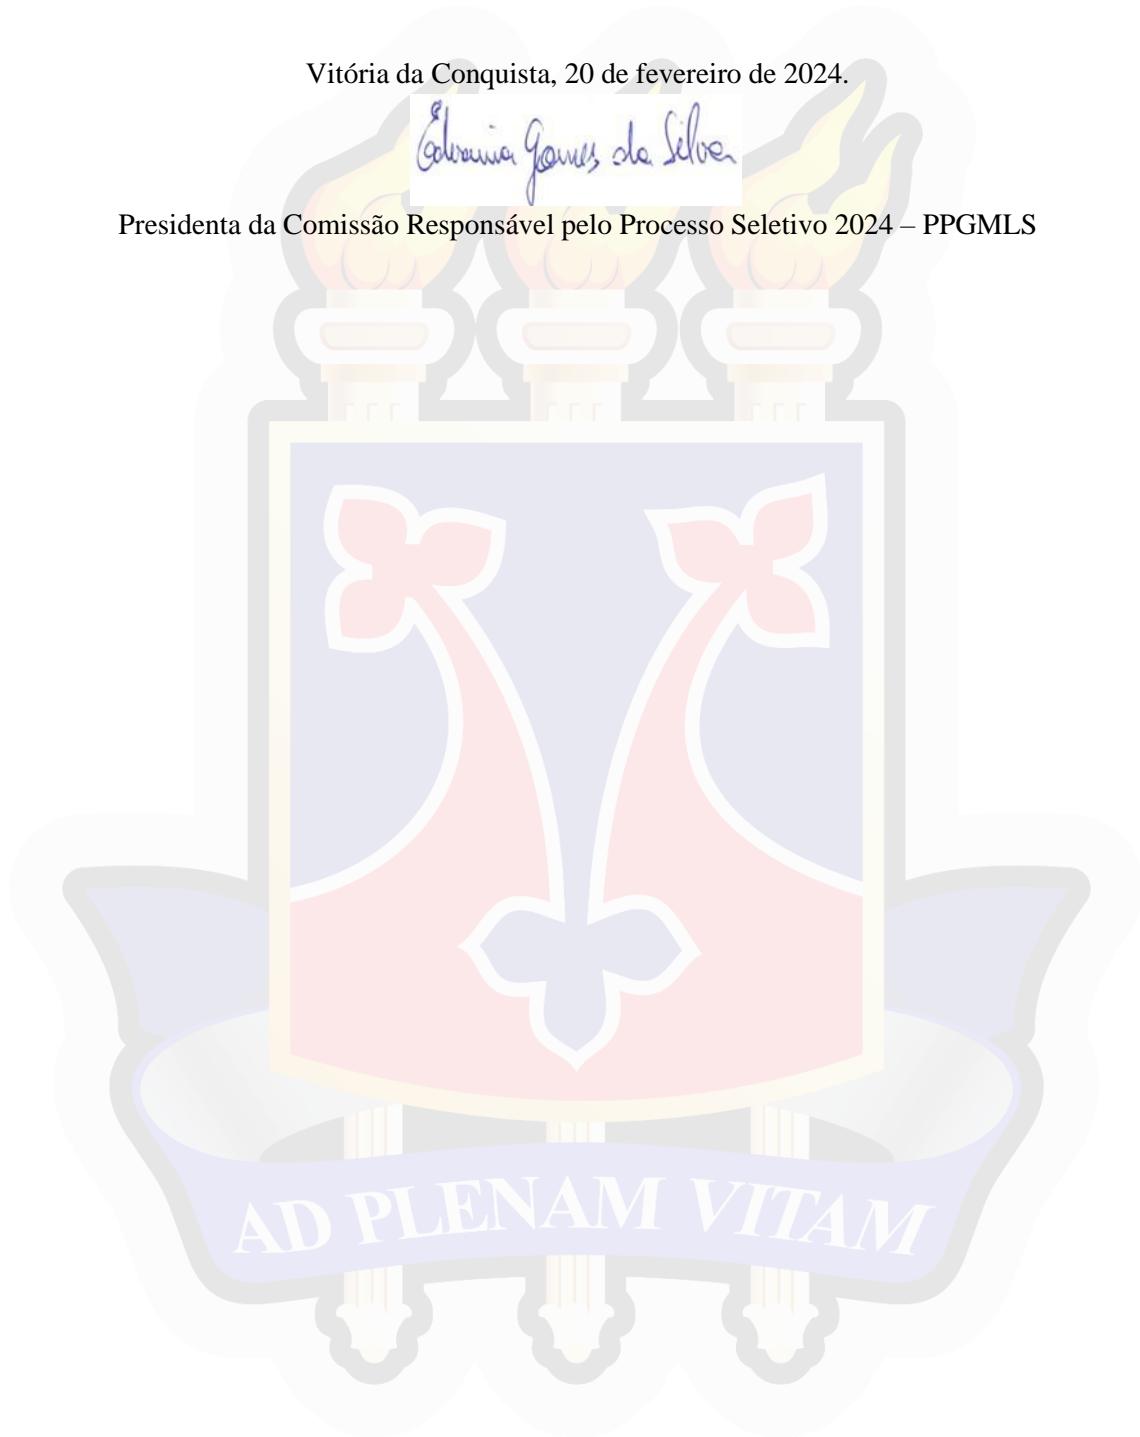 Vitória da Conquista, 20 de fevereiro de 2024.
Edvania Gomes da Silva
Presidenta da Comissão Responsável pelo Processo Seletivo 2024 – PPGMLS
AD PLENAM VITAM